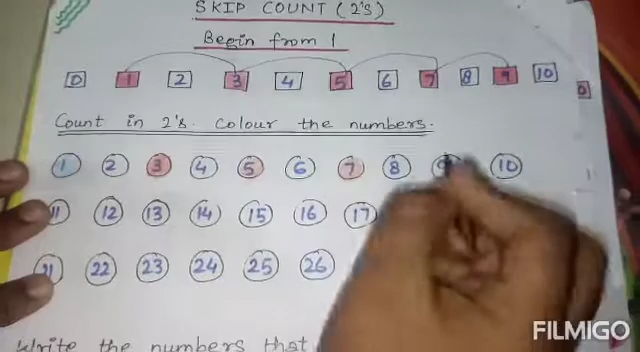 SKIP COUNT (2's)
Begin from 1
0 1 2 3 4 5 6 7 8 9 10
Count in 2's. Colour the numbers.
1 2 3 4 5 6 7 8 10
11 12 13 14 15 16 17
21 22 23 24 25 26
Write the numbers that
FILMIGO